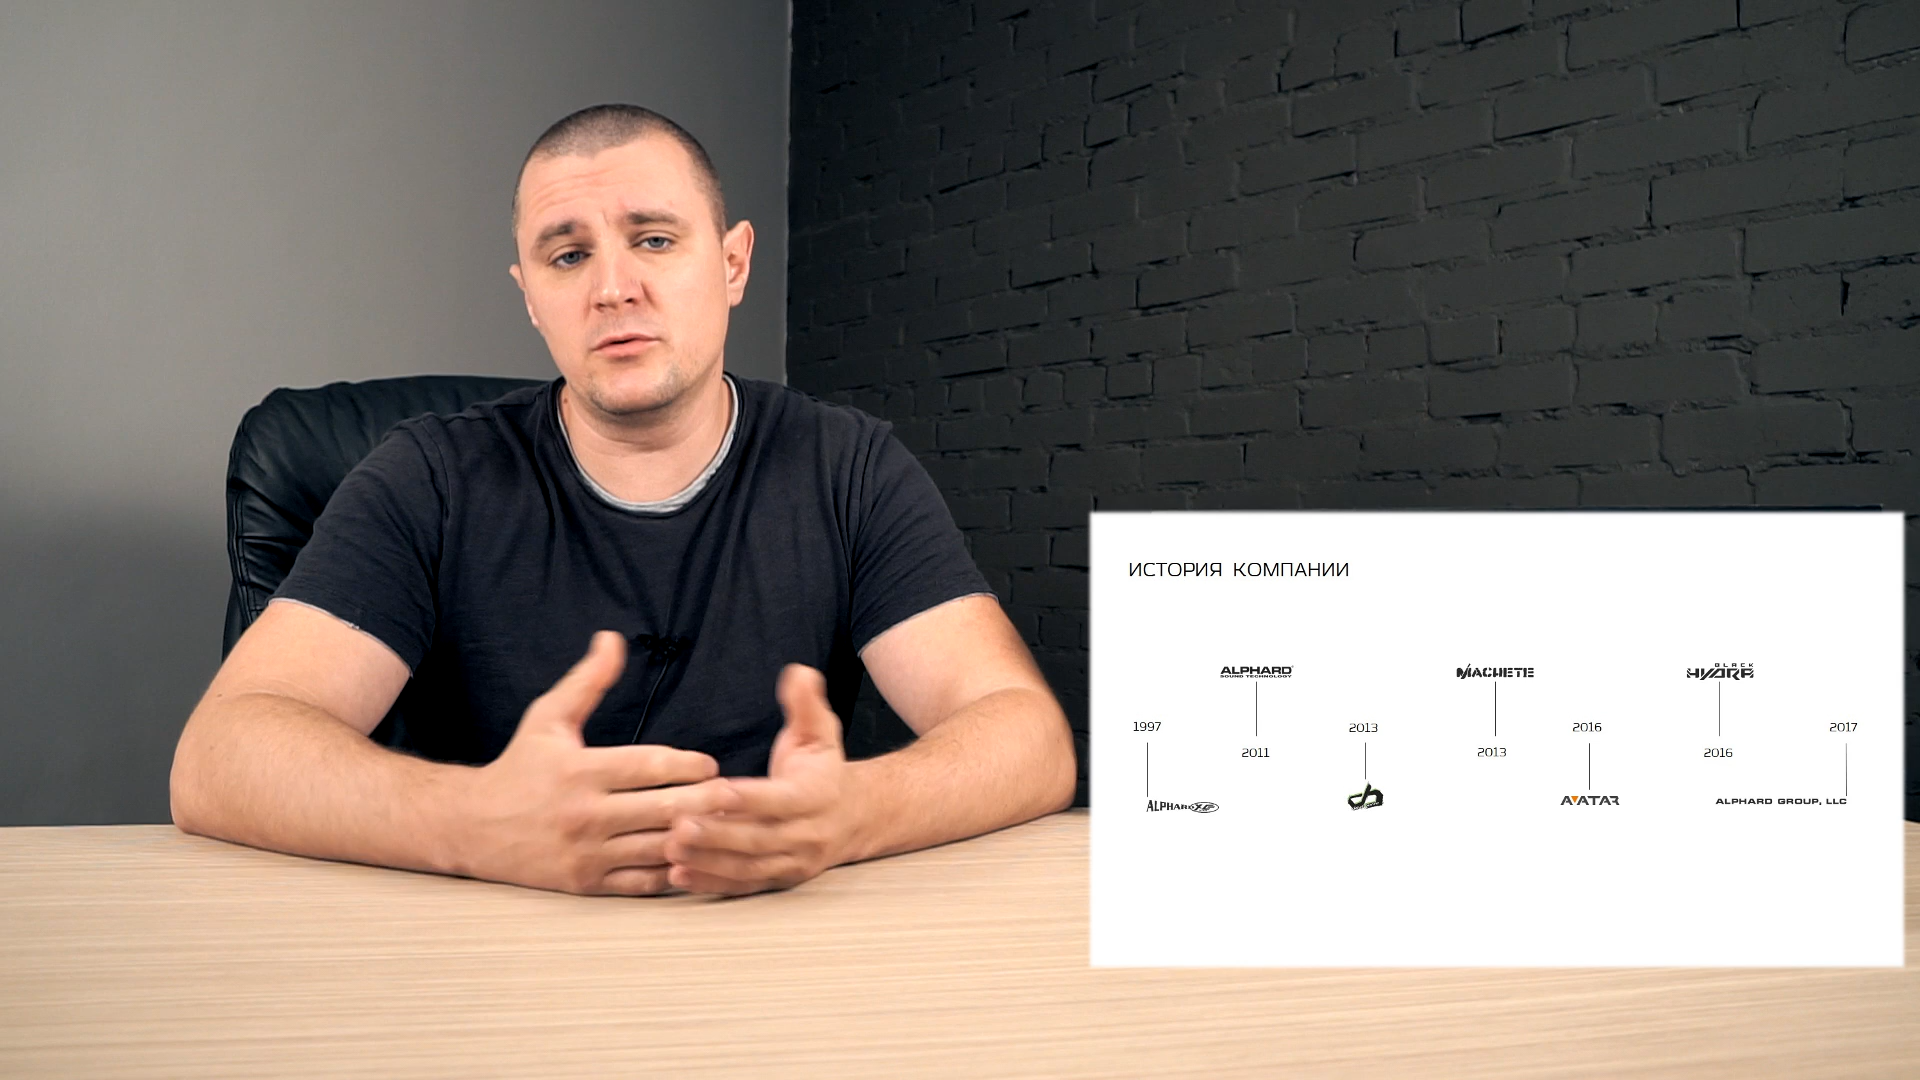 ИСТОРИЯ КОМПАНИИ
ALPHARD
SOUND TECHNOLOGY
MACHETE
BLACK
HYDRA
1997
2013
2016
2017
2011
2013
2016
ALPHARD
AVATAR
ALPHARD GROUP, LLC